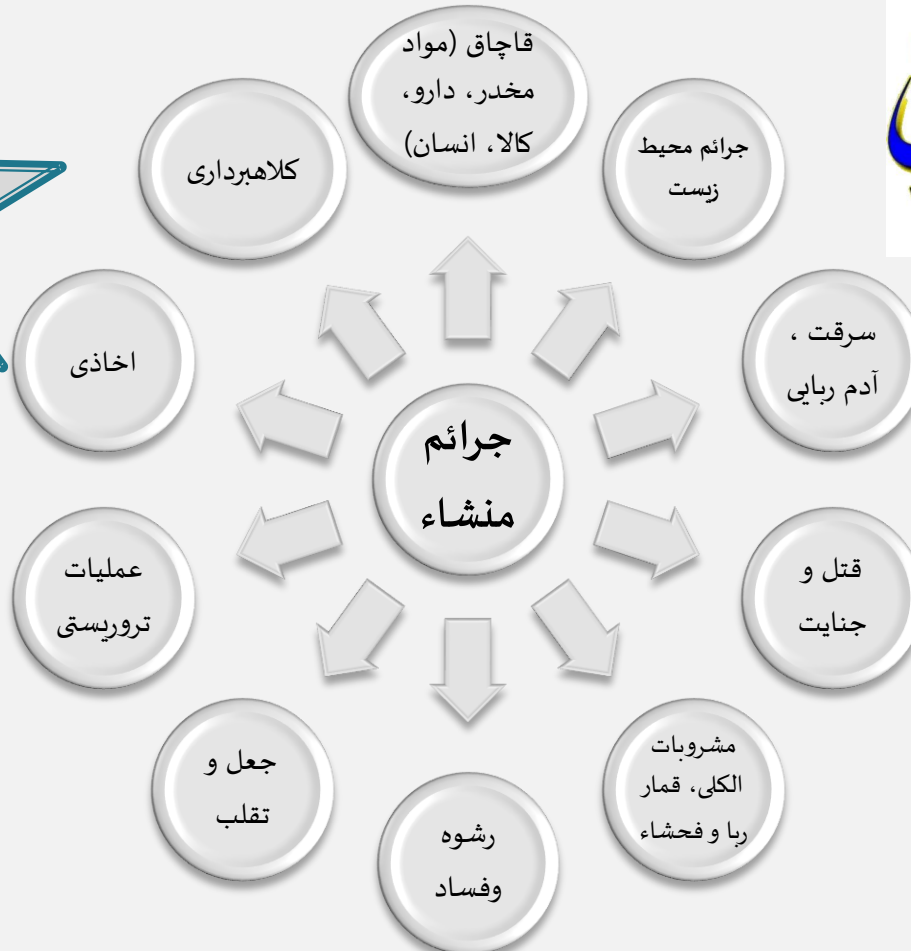 قاچاق (مواد
مخدر، دارو،
کالا، انسان)
جرائم محیط
زیست
سرقت ،
آدم ربایی
قتل و
جنایت
مشروبات
الکلی، قمار
ربا و فحشاء
رشوه
وفساد
جعل و
تقلب
عملیات
تروریستی
اخاذی
کلاهبرداری
جرائم
منشاء